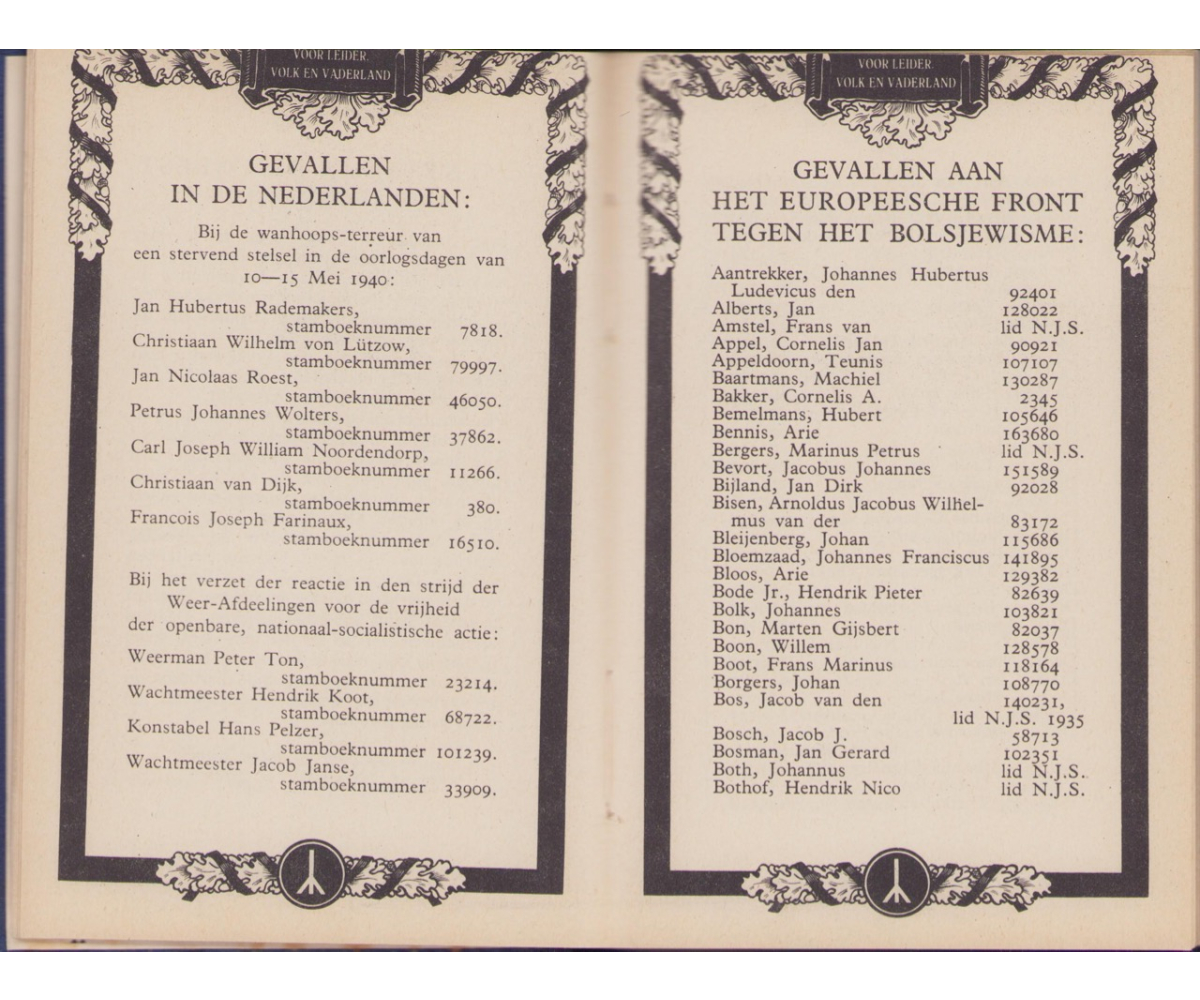 VOOR LEIDER.
VOLK EN VADERLAND
GEVALLEN
IN DE NEDERLANDEN:
Bij de wanhoops-terreur van
een stervend stelsel in de oorlogsdagen van
10—15 Mei 1940:
Jan Hubertus Rademakers,
stamboeknummer 7818.
Christiaan Wilhelm von Lützow,
stamboeknummer 79997.
Jan Nicolaas Roest,
stamboeknummer 46050.
Petrus Johannes Wolters,
stamboeknummer 37862.
Carl Joseph William Noordendorp,
stamboeknummer 11266.
Christiaan van Dijk,
stamboeknummer 380.
Francois Joseph Farinaux,
stamboeknummer 16510.
Bij het verzet der reactie in den strijd der
Weer-Afdeelingen voor de vrijheid
der openbare, nationaal-socialistische actie:
Weerman Peter Ton,
stamboeknummer 23214.
Wachtmeester Hendrik Koot,
stamboeknummer 68722.
Konstabel Hans Pelzer,
stamboeknummer 101239.
Wachtmeester Jacob Janse,
stamboeknummer 33909.
VOOR LEIDER.
VOLK EN VADERLAND
GEVALLEN AAN
HET EUROPEESCHE FRONT
TEGEN HET BOLSJEWISME:
Aantrekker, Johannes Hubertus
Ludevicus den 92401
Alberts, Jan 128022
Amstel, Frans van lid N.J.S.
Appel, Cornelis Jan 90921
Appeldoorn, Teunis 107107
Baartmans, Machiel 130287
Bakker, Cornelis A. 2345
Bemelmans, Hubert 105646
Bennis, Arie 163680
Bergers, Marinus Petrus lid N.J.S.
Bevort, Jacobus Johannes 151589
Bijland, Jan Dirk 92028
Bisen, Arnoldus Jacobus Wilhel-
mus van der 83172
Bleijenberg, Johan 115686
Bloemzaad, Johannes Franciscus 141895
Bloos, Arie 129382
Bode Jr., Hendrik Pieter 82639
Bolk, Johannes 103821
Bon, Marten Gijsbert 82037
Boon, Willem 128578
Boot, Frans Marinus 118164
Borgers, Johan 108770
Bos, Jacob van den 140231,
lid N.J.S. 1935
Bosch, Jacob J. 58713
Bosman, Jan Gerard 102351
Both, Johannus lid N.J.S.
Bothof, Hendrik Nico lid N.J.S.